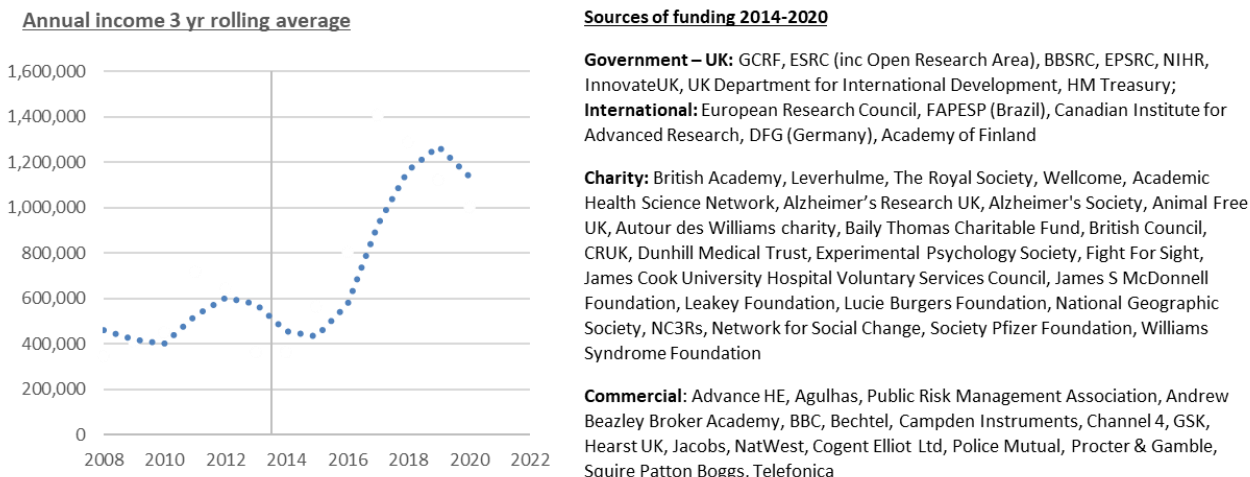 Annual income 3 yr rolling average
1,600,000
1,400,000
1,200,000
1,000,000
800,000
600,000
400,000
200,000
0
2008 2010 2012 2014 2016 2018 2020 2022
Sources of funding 2014-2020
Government – UK: GCRF, ESRC (inc Open Research Area), BBSRC, EPSRC, NIHR,
InnovateUK, UK Department for International Development, HM Treasury;
International: European Research Council, FAPESP (Brazil), Canadian Institute for
Advanced Research, DFG (Germany), Academy of Finland
Charity: British Academy, Leverhulme, The Royal Society, Wellcome, Academic
Health Science Network, Alzheimer’s Research UK, Alzheimer's Society, Animal Free
UK, Autour des Williams charity, Baily Thomas Charitable Fund, British Council,
CRUK, Dunhill Medical Trust, Experimental Psychology Society, Fight For Sight,
James Cook University Hospital Voluntary Services Council, James S McDonnell
Foundation, Leakey Foundation, Lucie Burgers Foundation, National Geographic
Society, NC3Rs, Network for Social Change, Society Pfizer Foundation, Williams
Syndrome Foundation
Commercial: Advance HE, Agulhas, Public Risk Management Association, Andrew
Beazley Broker Academy, BBC, Bechtel, Campden Instruments, Channel 4, GSK,
Hearst UK, Jacobs, NatWest, Cogent Elliot Ltd, Police Mutual, Procter & Gamble,
Squire Patton Boggs, Telefonica